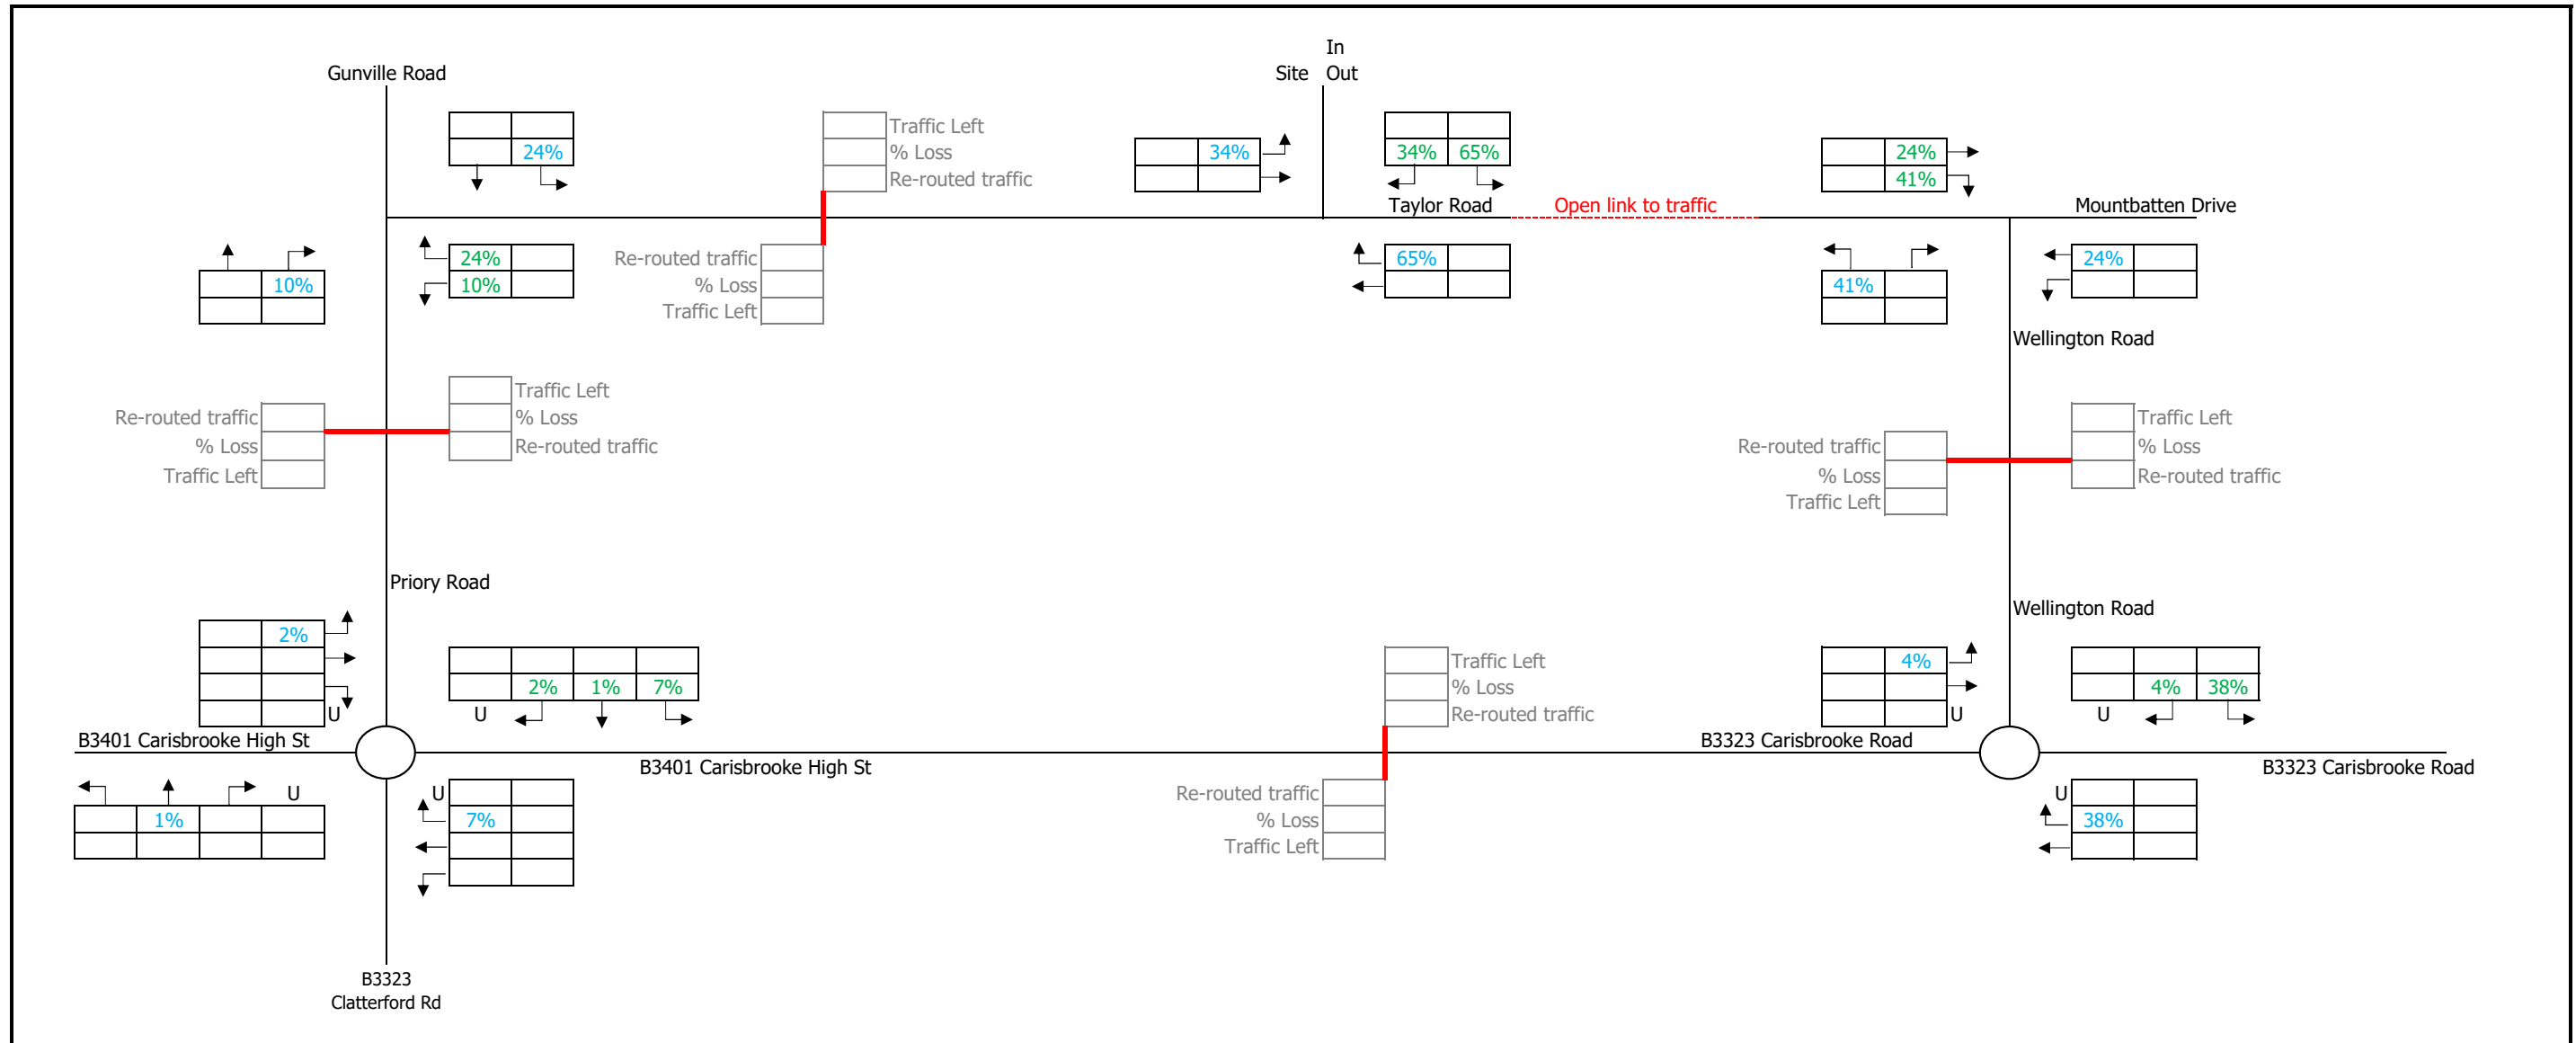 In
Gunville Road
Site Out
Traffic Left
24% % Loss 34% 34% 65% 24%
Re-routed traffic 41%
Taylor Road Open link to traffic Mountbatten Drive
24% Re-routed traffic 65% 24%
10% 10% % Loss 41%
Traffic Left
Wellington Road
Traffic Left
Re-routed traffic % Loss Traffic Left
% Loss Re-routed traffic Re-routed traffic % Loss
Traffic Left % Loss Re-routed traffic
Traffic Left
Priory Road
Wellington Road
2%
Traffic Left 4%
2% 1% 7% % Loss 4% 38%
U U Re-routed traffic U U
B3401 Carisbrooke High St B3323 Carisbrooke Road
B3401 Carisbrooke High St B3323 Carisbrooke Road
U U Re-routed traffic U
1% 7% % Loss 38%
Traffic Left
B3323
Clatterford Rd